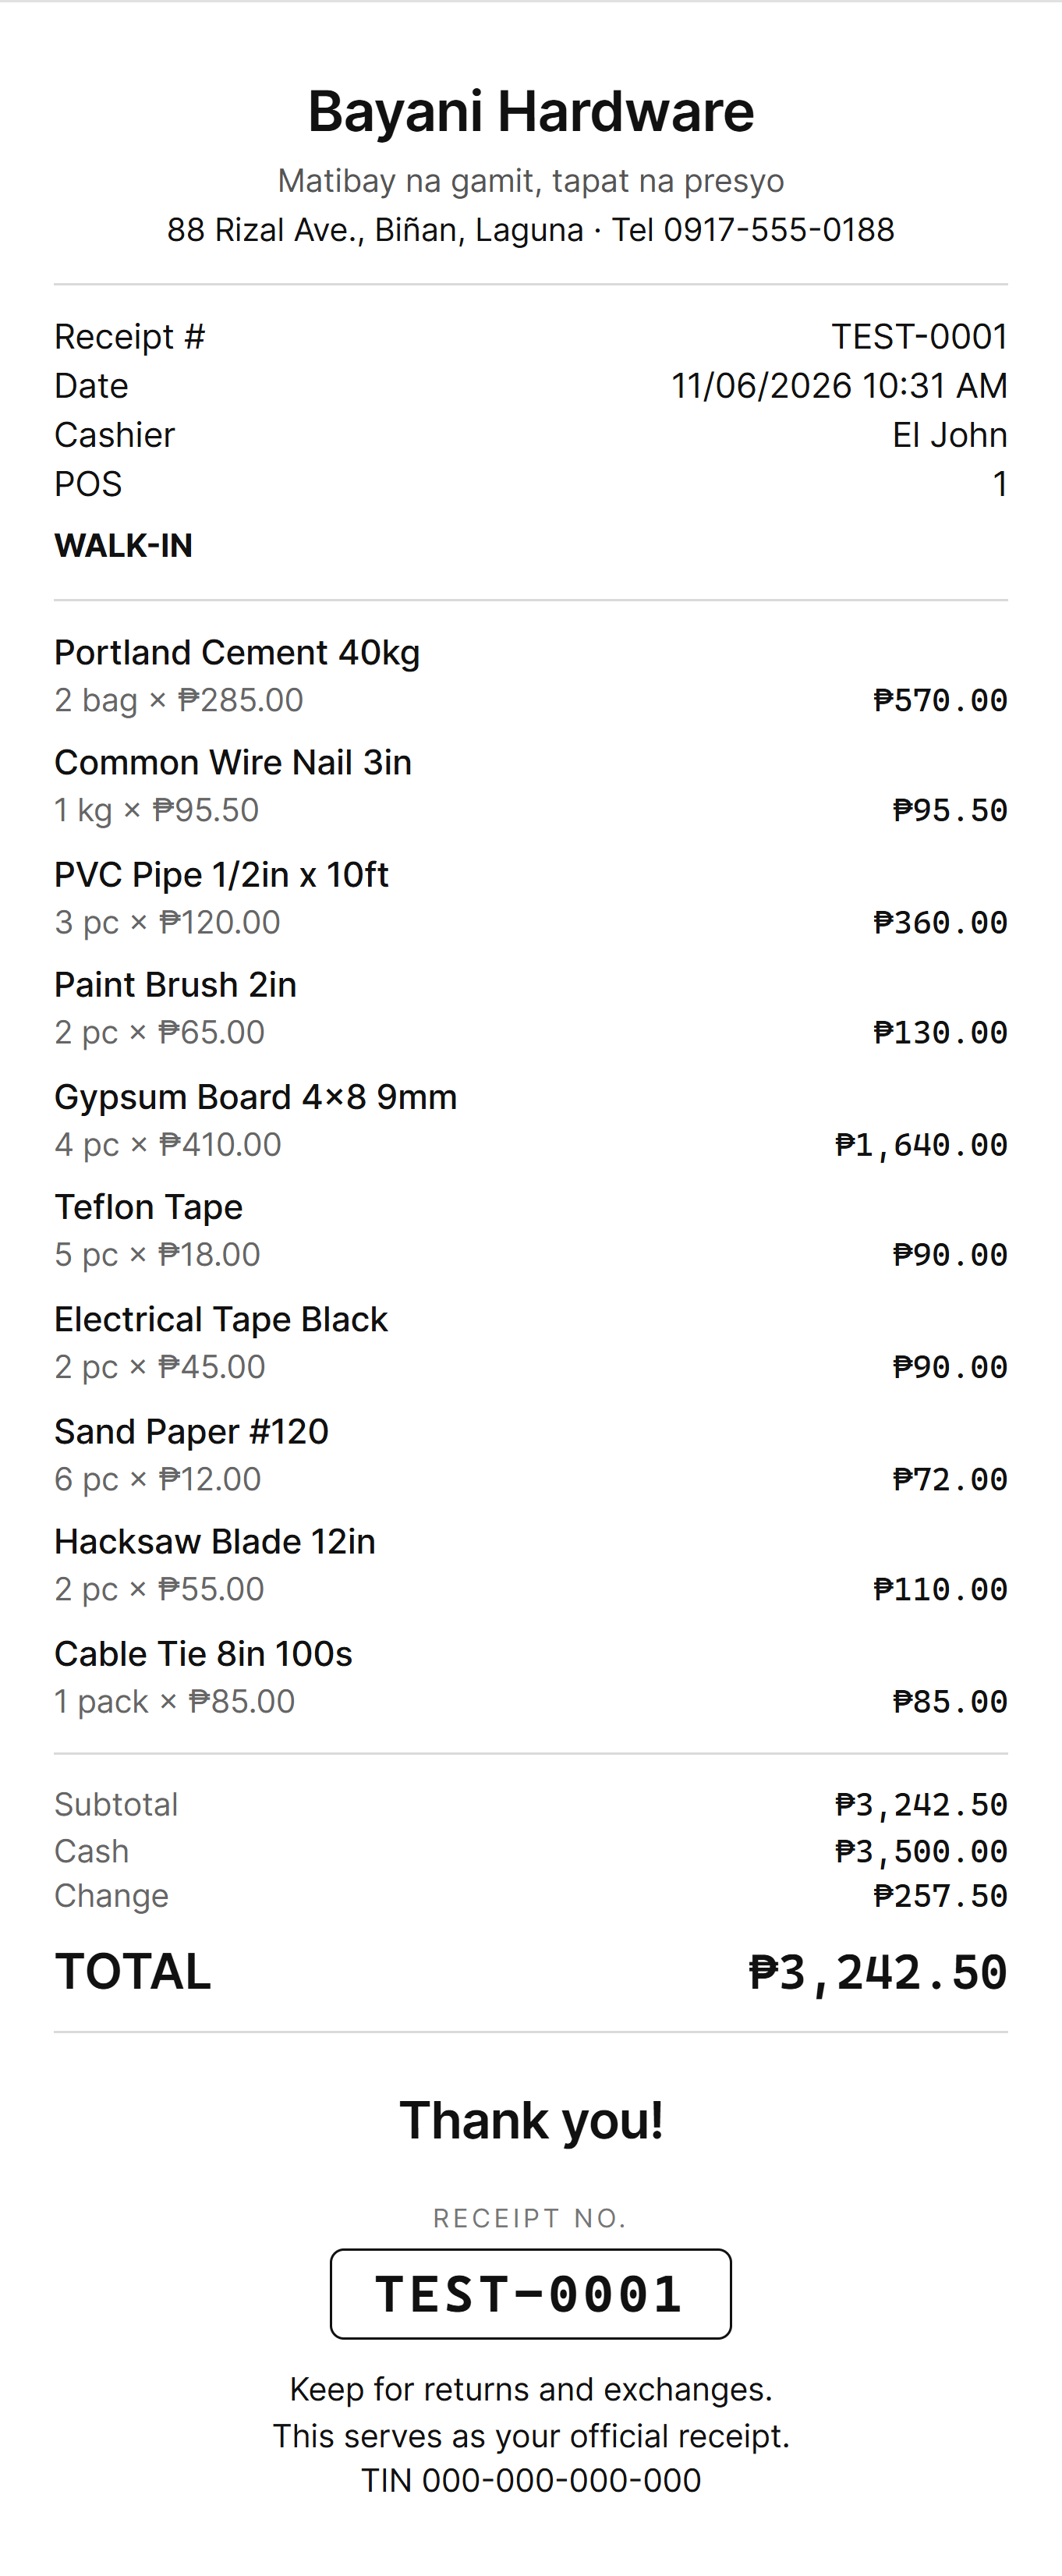 Bayani Hardware
Matibay na gamit, tapat na presyo
88 Rizal Ave., Biñan, Laguna · Tel 0917-555-0188
Receipt # TEST-0001
Date 11/06/2026 10:31 AM
Cashier El John
POS 1
WALK-IN
Portland Cement 40kg
2 bag × ₱285.00 ₱570.00
Common Wire Nail 3in
1 kg × ₱95.50 ₱95.50
PVC Pipe 1/2in x 10ft
3 pc × ₱120.00 ₱360.00
Paint Brush 2in
2 pc × ₱65.00 ₱130.00
Gypsum Board 4×8 9mm
4 pc × ₱410.00 ₱1,640.00
Teflon Tape
5 pc × ₱18.00 ₱90.00
Electrical Tape Black
2 pc × ₱45.00 ₱90.00
Sand Paper #120
6 pc × ₱12.00 ₱72.00
Hacksaw Blade 12in
2 pc × ₱55.00 ₱110.00
Cable Tie 8in 100s
1 pack × ₱85.00 ₱85.00
Subtotal ₱3,242.50
Cash ₱3,500.00
Change ₱257.50
TOTAL ₱3,242.50
Thank you!
RECEIPT NO.
TEST-0001
Keep for returns and exchanges.
This serves as your official receipt.
TIN 000-000-000-000